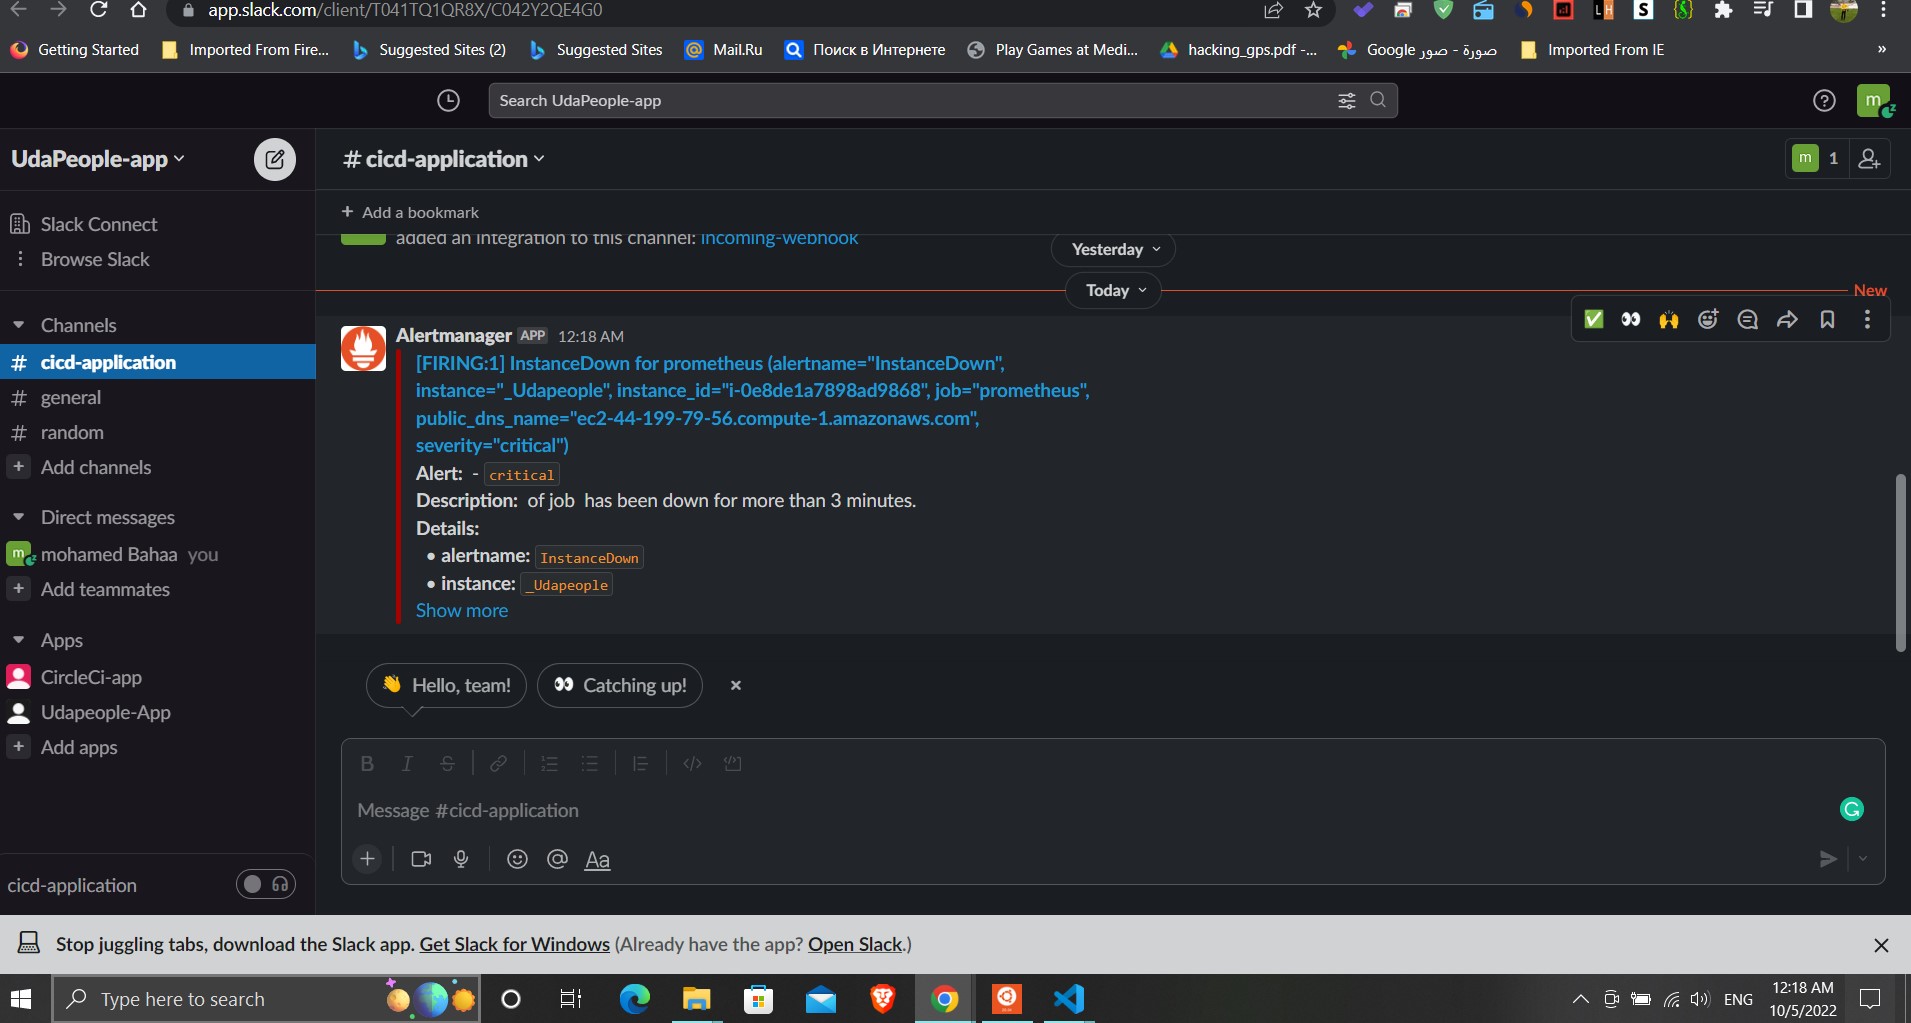 app.slack.com/client/T041TQ1QR8X/C042Y2QE4G0
Getting Started
Imported From Fire...
Suggested Sites (2)
Suggested Sites
Mail.Ru
Поиск в Интернете
Play Games at Medi...
hacking_gps.pdf -...
صورة - صور Google
Imported From IE
»
Search UdaPeople-app
m
UdaPeople-app
# cicd-application
m 1
Slack Connect
Browse Slack
+ Add a bookmark
added an integration to this channel: incoming-webhook
Yesterday
Today
New
Channels
# cicd-application
# general
# random
+ Add channels
Direct messages
m mohamed Bahaa you
+ Add teammates
Apps
CircleCi-app
Udapeople-App
+ Add apps
cicd-application
Alertmanager APP 12:18 AM
[FIRING:1] InstanceDown for prometheus (alertname="InstanceDown",
instance="_Udapeople", instance_id="i-0e8de1a7898ad9868", job="prometheus",
public_dns_name="ec2-44-199-79-56.compute-1.amazonaws.com",
severity="critical")
Alert: - critical
Description: of job has been down for more than 3 minutes.
Details:
• alertname: InstanceDown
• instance: _Udapeople
Show more
Hello, team!
Catching up!
B I S
Message #cicd-application
Aa
Stop juggling tabs, download the Slack app. Get Slack for Windows (Already have the app? Open Slack.)
Type here to search
ENG
12:18 AM
10/5/2022